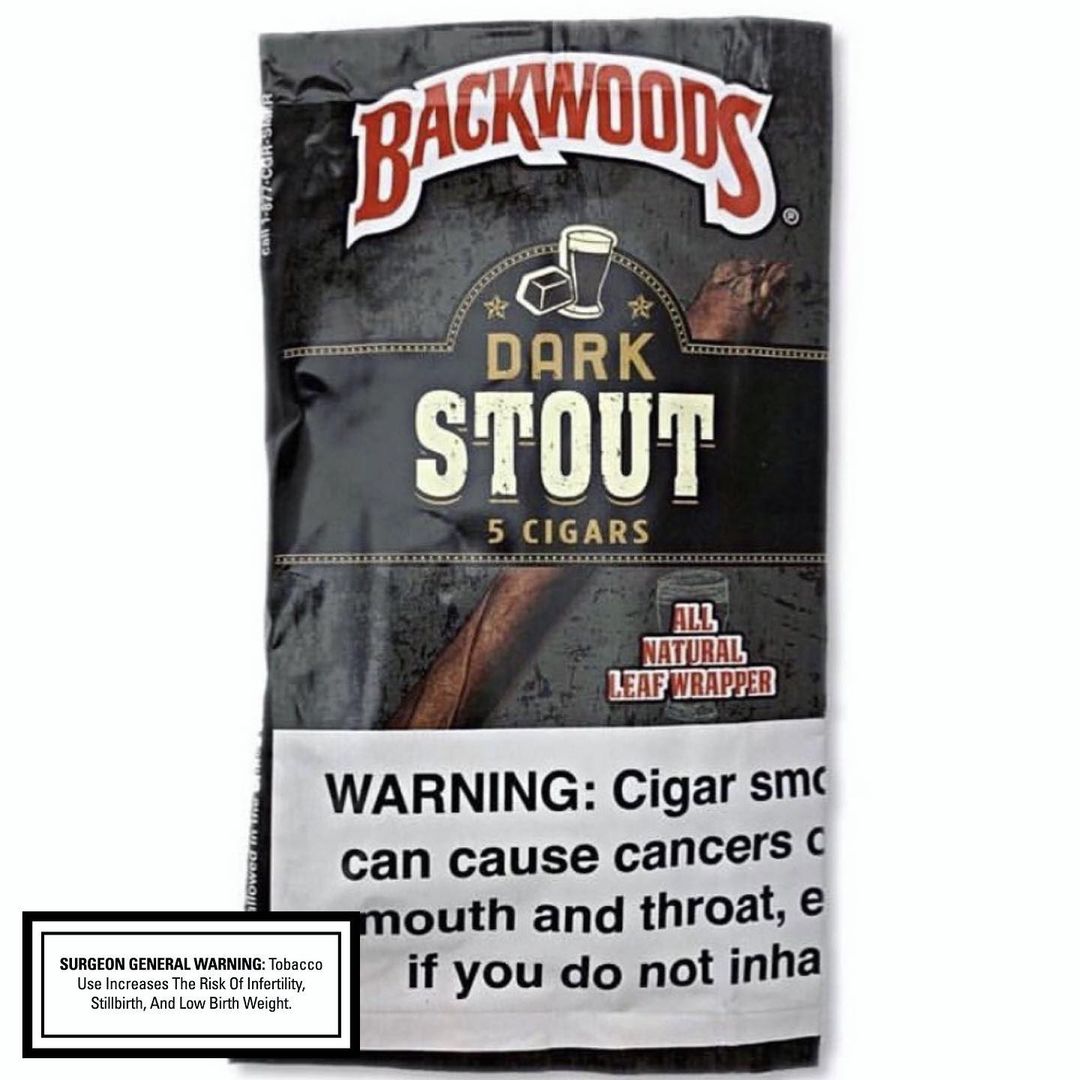 BACKWOODS
®
DARK
STOUT
5 CIGARS
ALL
NATURAL
LEAF WRAPPER
WARNING: Cigar smo
can cause cancers o
mouth and throat, e
if you do not inha
SURGEON GENERAL WARNING: Tobacco
Use Increases The Risk Of Infertility,
Stillbirth, And Low Birth Weight.